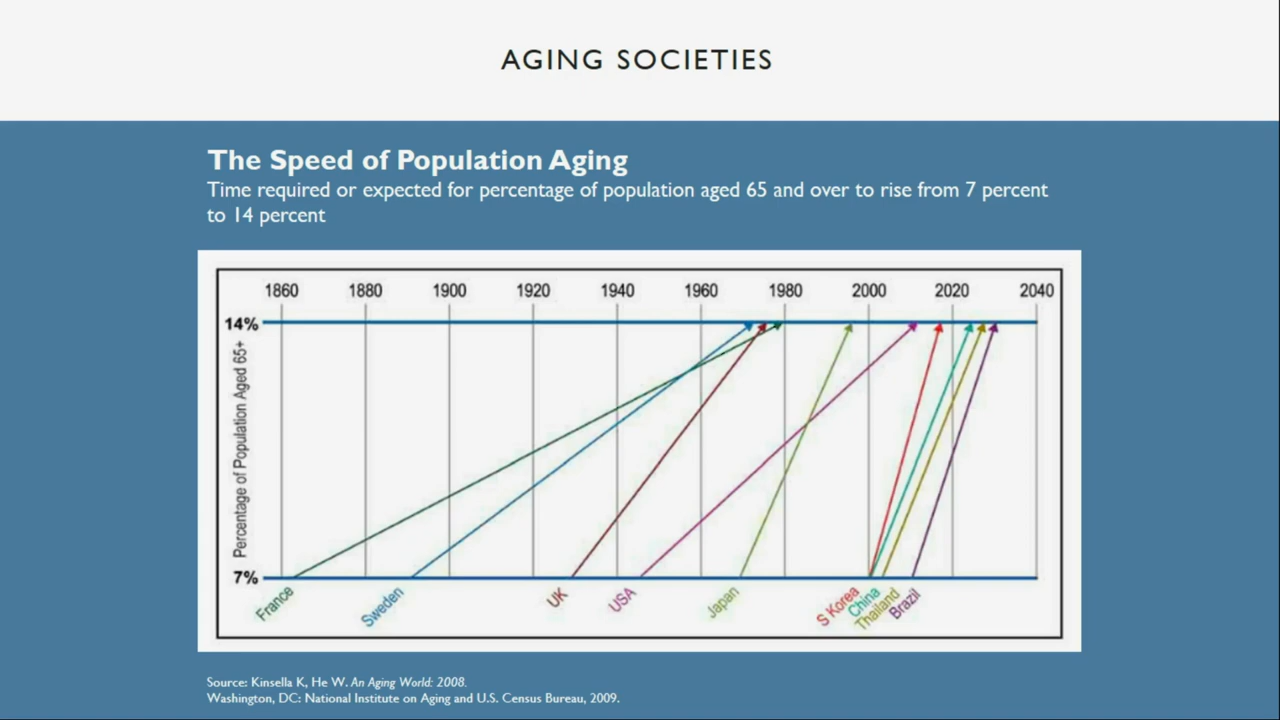 AGING SOCIETIES
The Speed of Population Aging
Time required or expected for percentage of population aged 65 and over to rise from 7 percent
to 14 percent
1860 1880 1900 1920 1940 1960 1980 2000 2020 2040
14%
Percentage of Population Aged 65+
7%
France Sweden UK USA Japan S Korea China Thailand Brazil
Source: Kinsella K, He W. An Aging World: 2008.
Washington, DC: National Institute on Aging and U.S. Census Bureau, 2009.